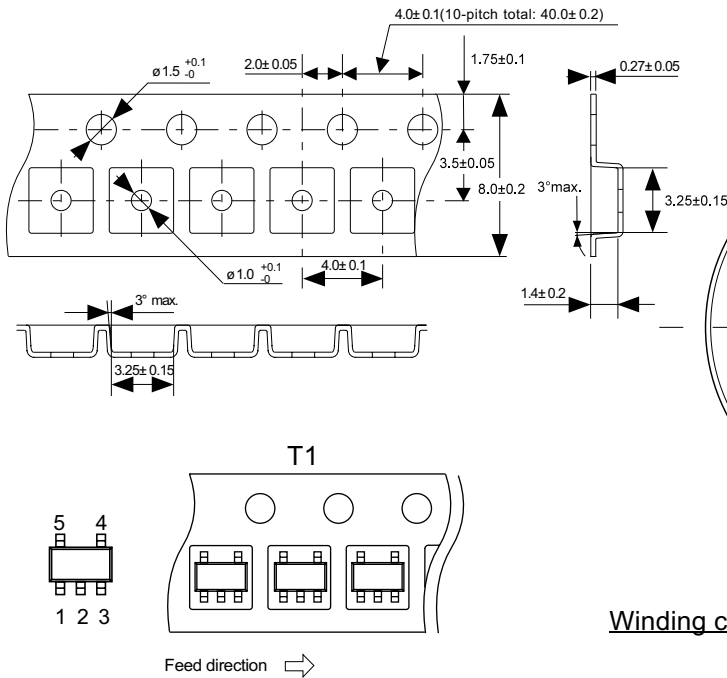 4.0±0.1(10-pitch total: 40.0±0.2)
ø1.5 +0.1 -0
2.0±0.05
1.75±0.1
0.27±0.05
3.5±0.05
8.0±0.2
3°max.
3.25±0.15
ø1.0 +0.1 -0
4.0±0.1
1.4±0.2
3° max.
3.25±0.15
T1
5 4
1 2 3
Winding c
Feed direction